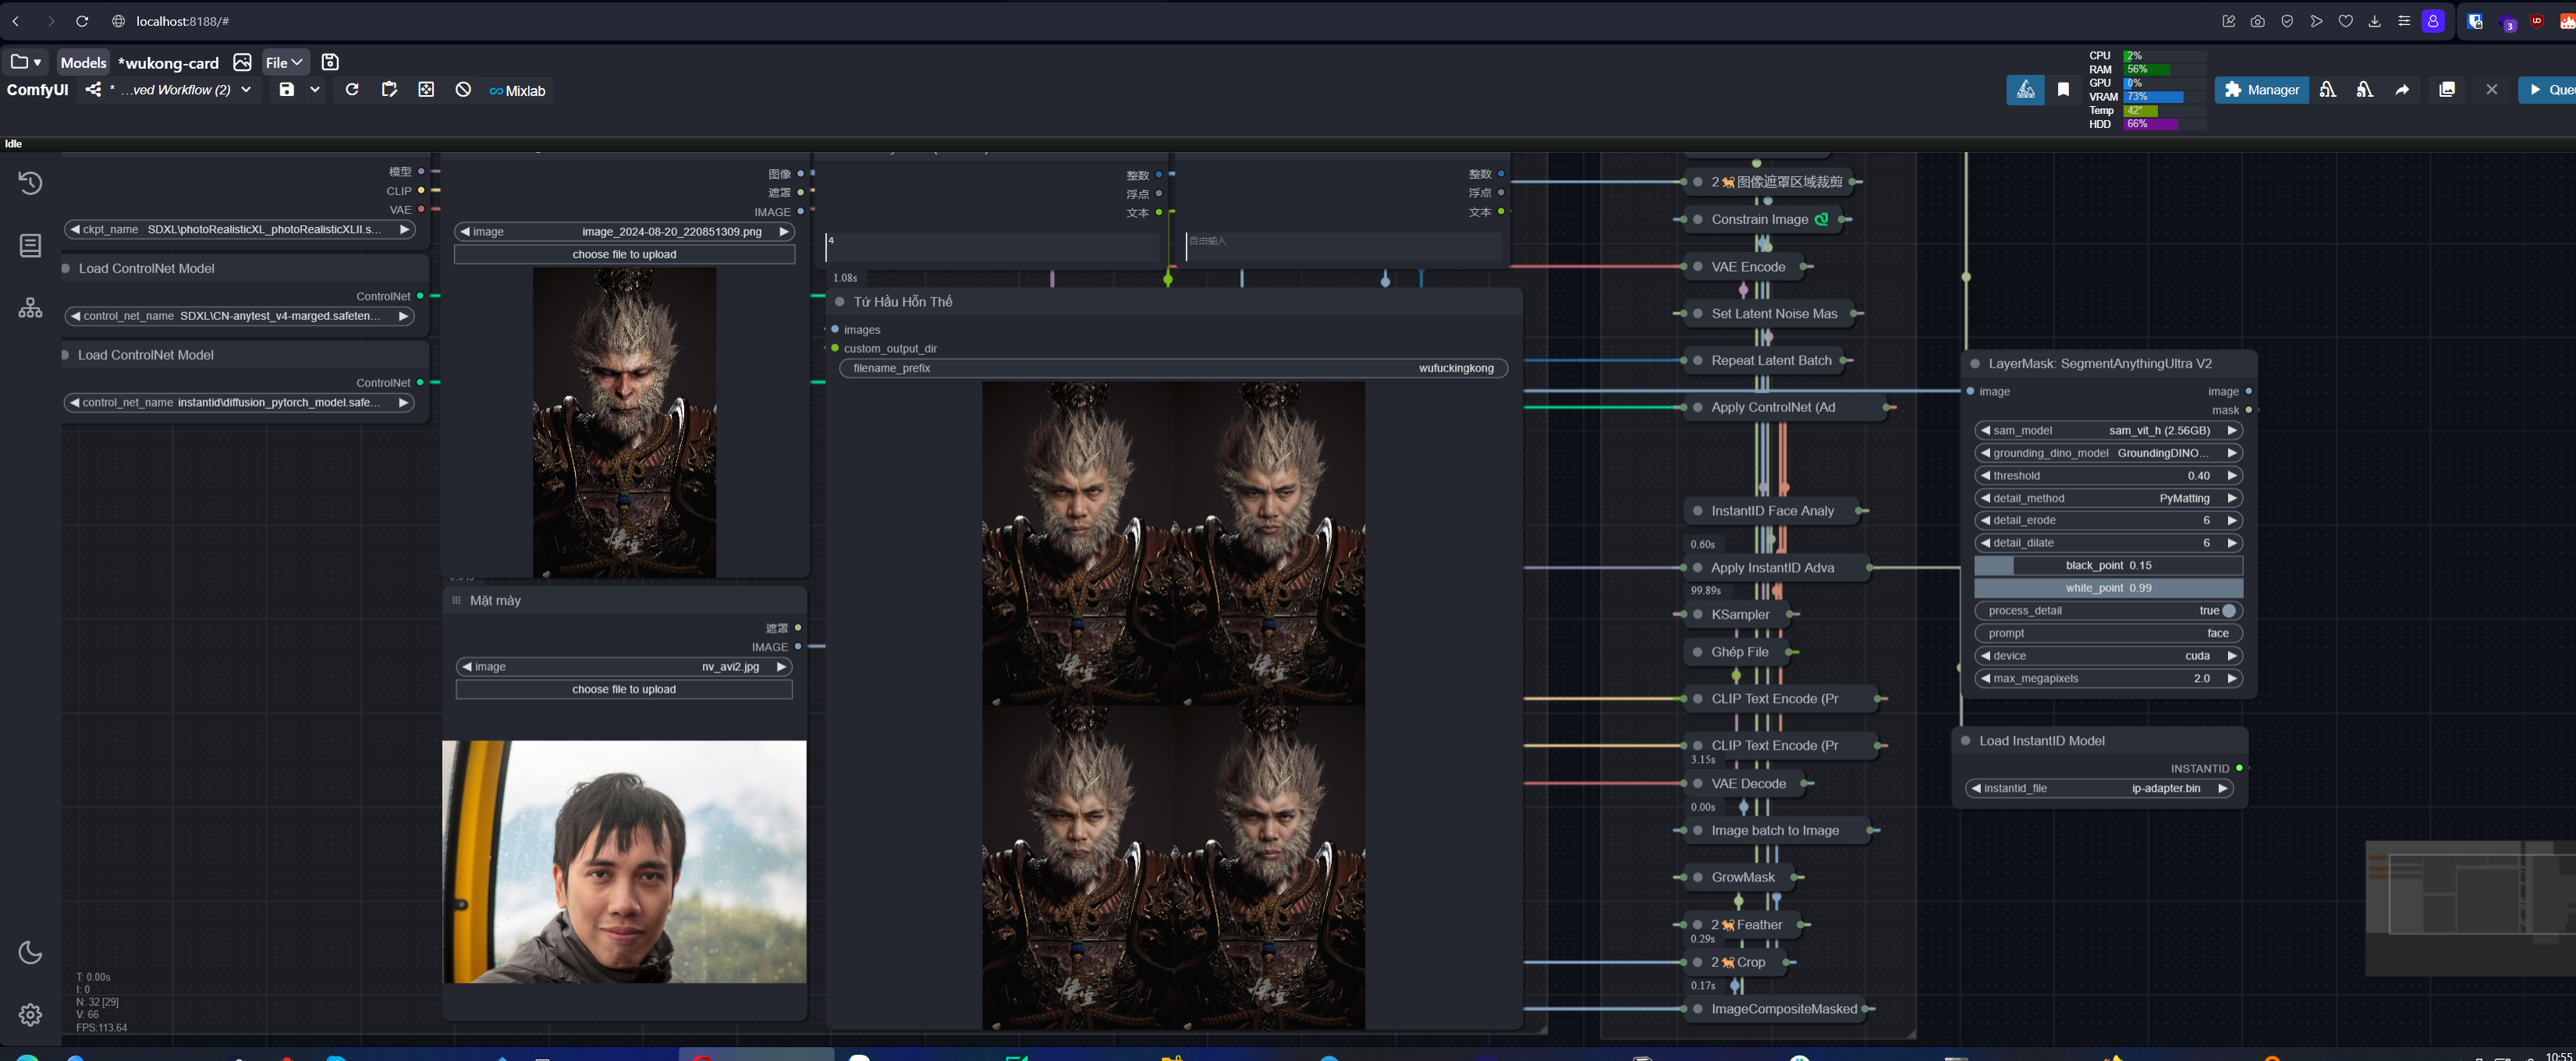 localhost:8188/#
3
Models
*wukong-card
File
ComfyUI
* ...ved Workflow (2)
Mixlab
CPU 2%
RAM 56%
GPU 0%
VRAM 73%
Temp 42°
HDD 66%
Manager
Idle
模型
CLIP
VAE
ckpt_name SDXL\photoRealisticXL_photoRealisticXLII.s...
Load ControlNet Model
ControlNet
control_net_name SDXL\CN-anytest_v4-marged.safeten...
Load ControlNet Model
ControlNet
control_net_name instantid\diffusion_pytorch_model.safe...
图像
遮罩
IMAGE
image image_2024-08-20_220851309.png
choose file to upload
Mặt mày
遮罩
IMAGE
image nv_avi2.jpg
choose file to upload
整数
浮点
文本
4
整数
浮点
文本
自由输入
1.08s
Tứ Hầu Hỗn Thế
images
custom_output_dir
filename_prefix wufuckingkong
2🐕图像遮罩区域裁剪
Constrain Image
VAE Encode
Set Latent Noise Mas
Repeat Latent Batch
Apply ControlNet (Ad
InstantID Face Analy
0.60s
Apply InstantID Adva
99.89s
KSampler
Ghép File
CLIP Text Encode (Pr
CLIP Text Encode (Pr
3.15s
VAE Decode
0.00s
Image batch to Image
GrowMask
2🐕Feather
0.29s
2🐕Crop
0.17s
ImageCompositeMasked
LayerMask: SegmentAnythingUltra V2
image image
mask
sam_model sam_vit_h (2.56GB)
grounding_dino_model GroundingDINO...
threshold 0.40
detail_method PyMatting
detail_erode 6
detail_dilate 6
black_point 0.15
white_point 0.99
process_detail true
prompt face
device cuda
max_megapixels 2.0
Load InstantID Model
INSTANTID
instantid_file ip-adapter.bin
T: 0.00s
I: 0
N: 32 [29]
V: 66
FPS:113.64
10:55